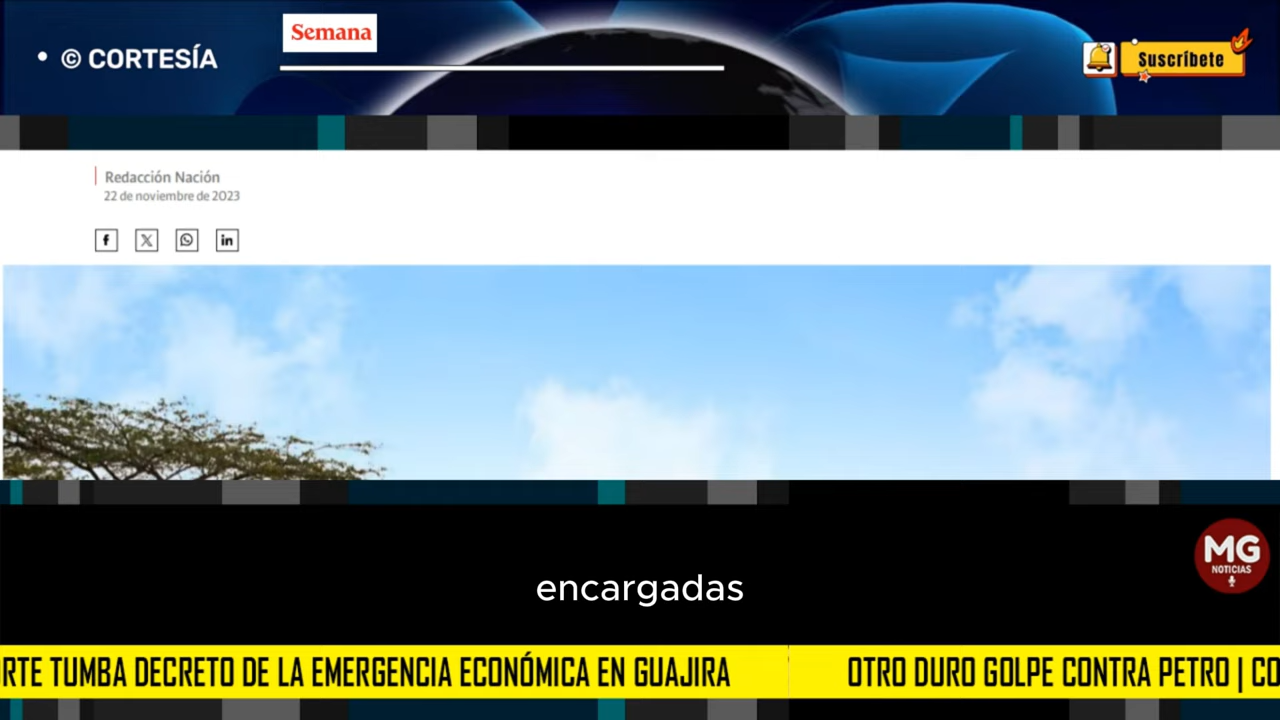 Semana
• © CORTESÍA
Suscríbete
Redacción Nación
22 de noviembre de 2023
encargadas
MG
NOTICIAS
RTE TUMBA DECRETO DE LA EMERGENCIA ECONÓMICA EN GUAJIRA OTRO DURO GOLPE CONTRA PETRO | CO